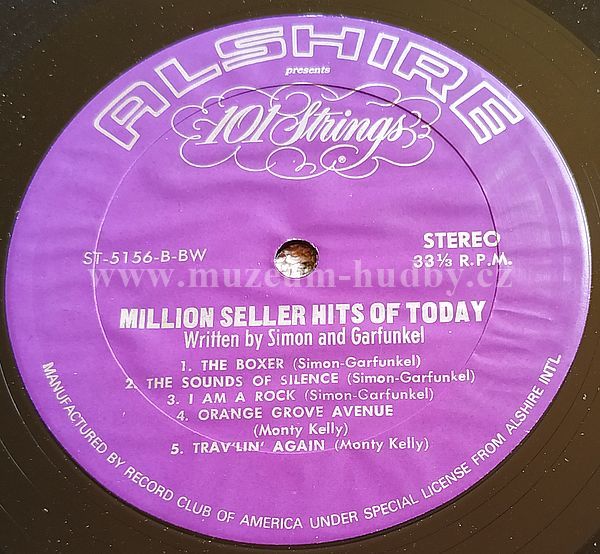 ALSHIRE
presents
101 Strings®
ST-5156-B-BW
STEREO
33⅓ R.P.M.
www.muzeum-hudby.cz
MILLION SELLER HITS OF TODAY
Written by Simon and Garfunkel
1. THE BOXER (Simon-Garfunkel)
2. THE SOUNDS OF SILENCE (Simon-Garfunkel)
3. I AM A ROCK (Simon-Garfunkel)
4. ORANGE GROVE AVENUE
(Monty Kelly)
5. TRAV'LIN' AGAIN (Monty Kelly)
MANUFACTURED BY RECORD CLUB OF AMERICA UNDER SPECIAL LICENSE FROM ALSHIRE INT'L